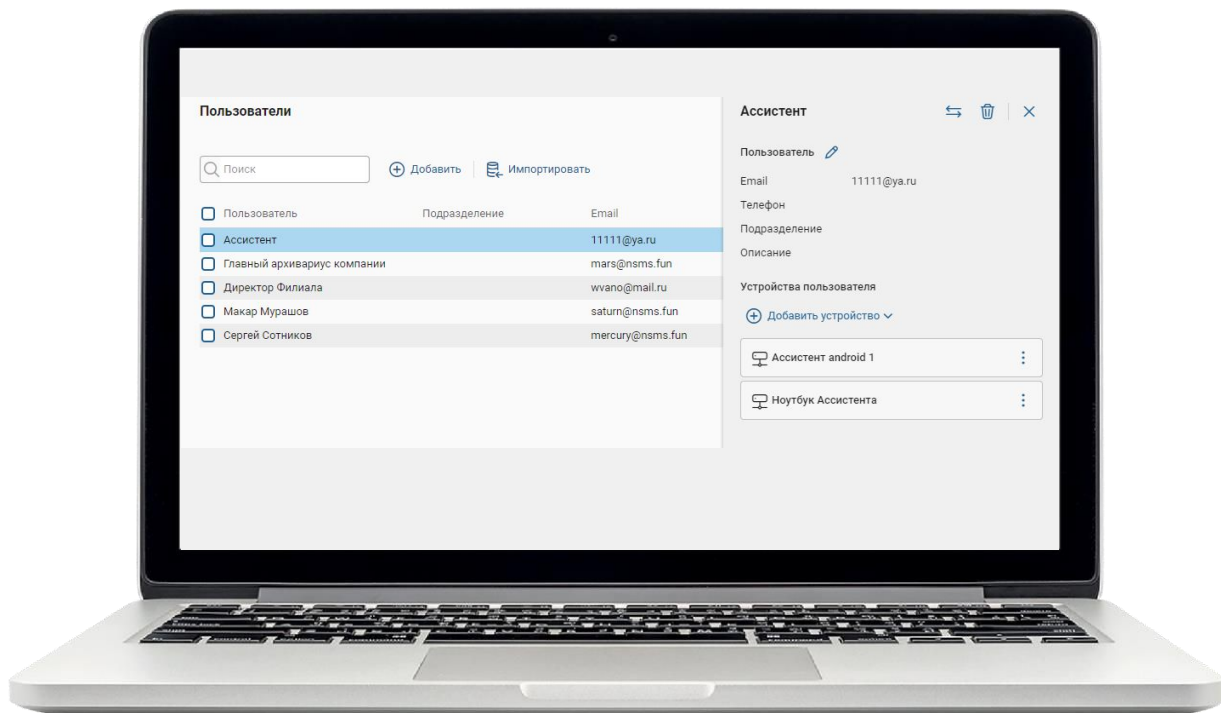 Пользователи
Поиск
Добавить
Импортировать
Пользователь Подразделение Email
Ассистент 11111@ya.ru
Главный архивариус компании mars@nsms.fun
Директор Филиала wvano@mail.ru
Макар Мурашов saturn@nsms.fun
Сергей Сотников mercury@nsms.fun
Ассистент
Пользователь
Email 11111@ya.ru
Телефон
Подразделение
Описание
Устройства пользователя
Добавить устройство
Ассистент android 1
Ноутбук Ассистента